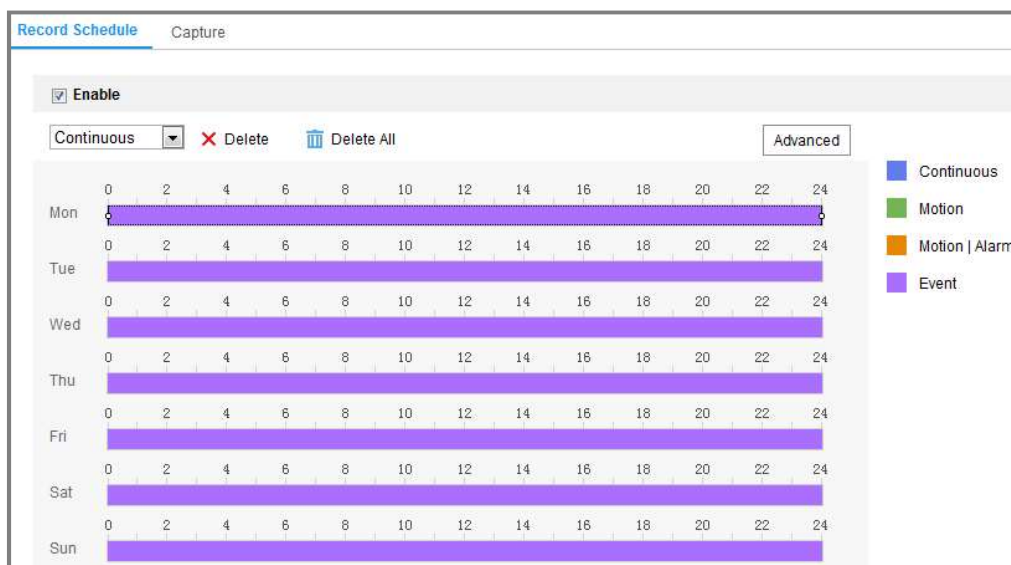 Record Schedule Capture
Enable
Continuous Delete Delete All Advanced
Continuous
Motion
Motion | Alarm
Event
0 2 4 6 8 10 12 14 16 18 20 22 24
Mon
0 2 4 6 8 10 12 14 16 18 20 22 24
Tue
0 2 4 6 8 10 12 14 16 18 20 22 24
Wed
0 2 4 6 8 10 12 14 16 18 20 22 24
Thu
0 2 4 6 8 10 12 14 16 18 20 22 24
Fri
0 2 4 6 8 10 12 14 16 18 20 22 24
Sat
0 2 4 6 8 10 12 14 16 18 20 22 24
Sun